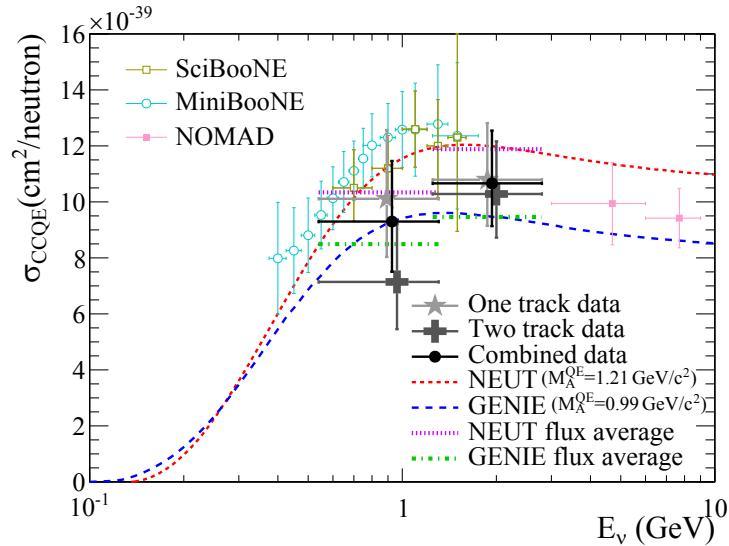 ×10⁻³⁹
16
14
12
10
8
6
4
2
0
σCCQE(cm²/neutron)
SciBooNE
MiniBooNE
NOMAD
One track data
Two track data
Combined data
NEUT (M_A^QE=1.21 GeV/c²)
GENIE (M_A^QE=0.99 GeV/c²)
NEUT flux average
GENIE flux average
10⁻¹
1
10
Eν (GeV)